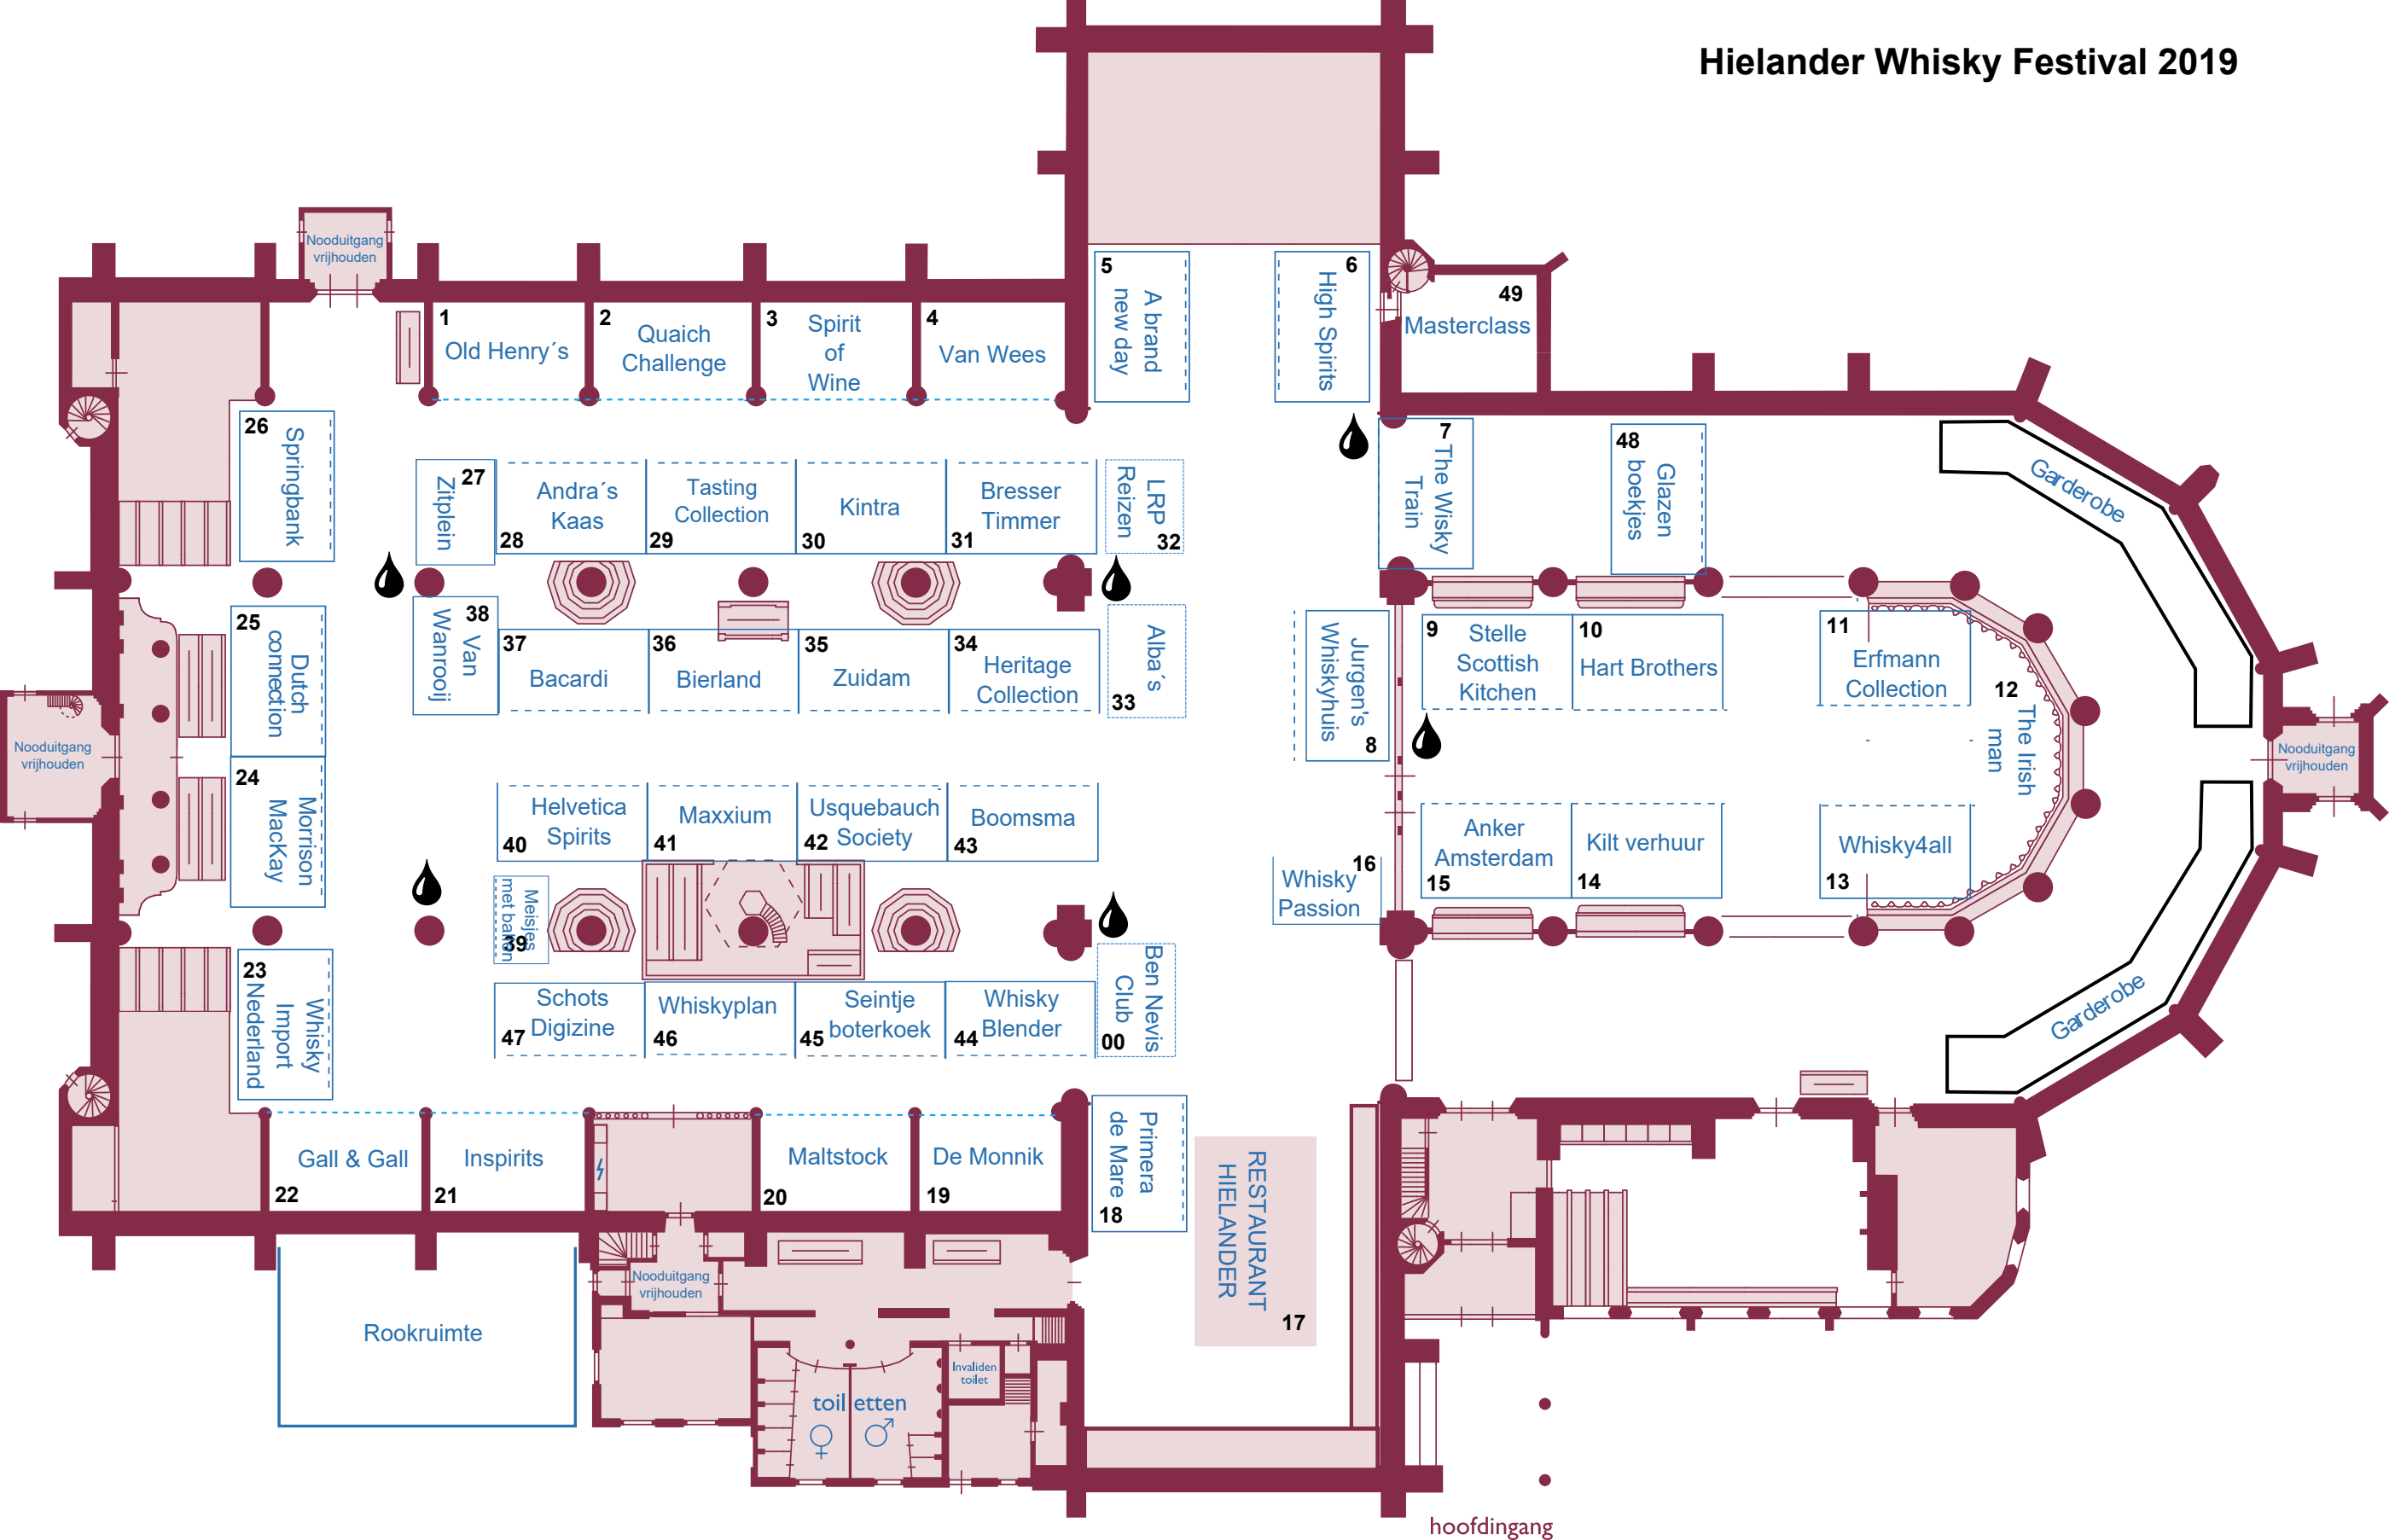 Hielander Whisky Festival 2019
Nooduitgang
vrijhouden
1
Old Henry´s
2
Quaich
Challenge
3
Spirit
of
Wine
4
Van Wees
5
A brand
new day
6
High Spirits
49
Masterclass
26
Springbank
27
Zitplein
Andra´s
Kaas
28
Tasting
Collection
29
Kintra
30
Bresser
Timmer
31
LRP
Reizen
32
7
The Wisky
Train
48
Glazen
boekjes
Garderobe
25
Dutch
connection
38
Van
Wanrooij
37
Bacardi
36
Bierland
35
Zuidam
34
Heritage
Collection
Alba´s
33
Jurgen's
Whiskyhuis
8
9
Stelle
Scottish
Kitchen
10
Hart Brothers
11
Erfmann
Collection
12
The Irish
man
Nooduitgang
vrijhouden
Nooduitgang
vrijhouden
24
Morrison
MacKay
Helvetica
Spirits
40
Maxxium
41
Usquebauch
Society
42
Boomsma
43
16
Whisky
Passion
Anker
Amsterdam
15
Kilt verhuur
14
Whisky4all
13
Meisjes
met ballen
39
23
Whisky
Import
Nederland
Schots
Digizine
47
Whiskyplan
46
Seintje
boterkoek
45
Whisky
Blender
44
Ben Nevis
Club
00
Garderobe
Gall & Gall
22
Inspirits
21
Maltstock
20
De Monnik
19
Primera
de Mare
18
RESTAURANT
HIELANDER
17
Nooduitgang
vrijhouden
Rookruimte
Invaliden
toilet
toiletten
hoofdingang